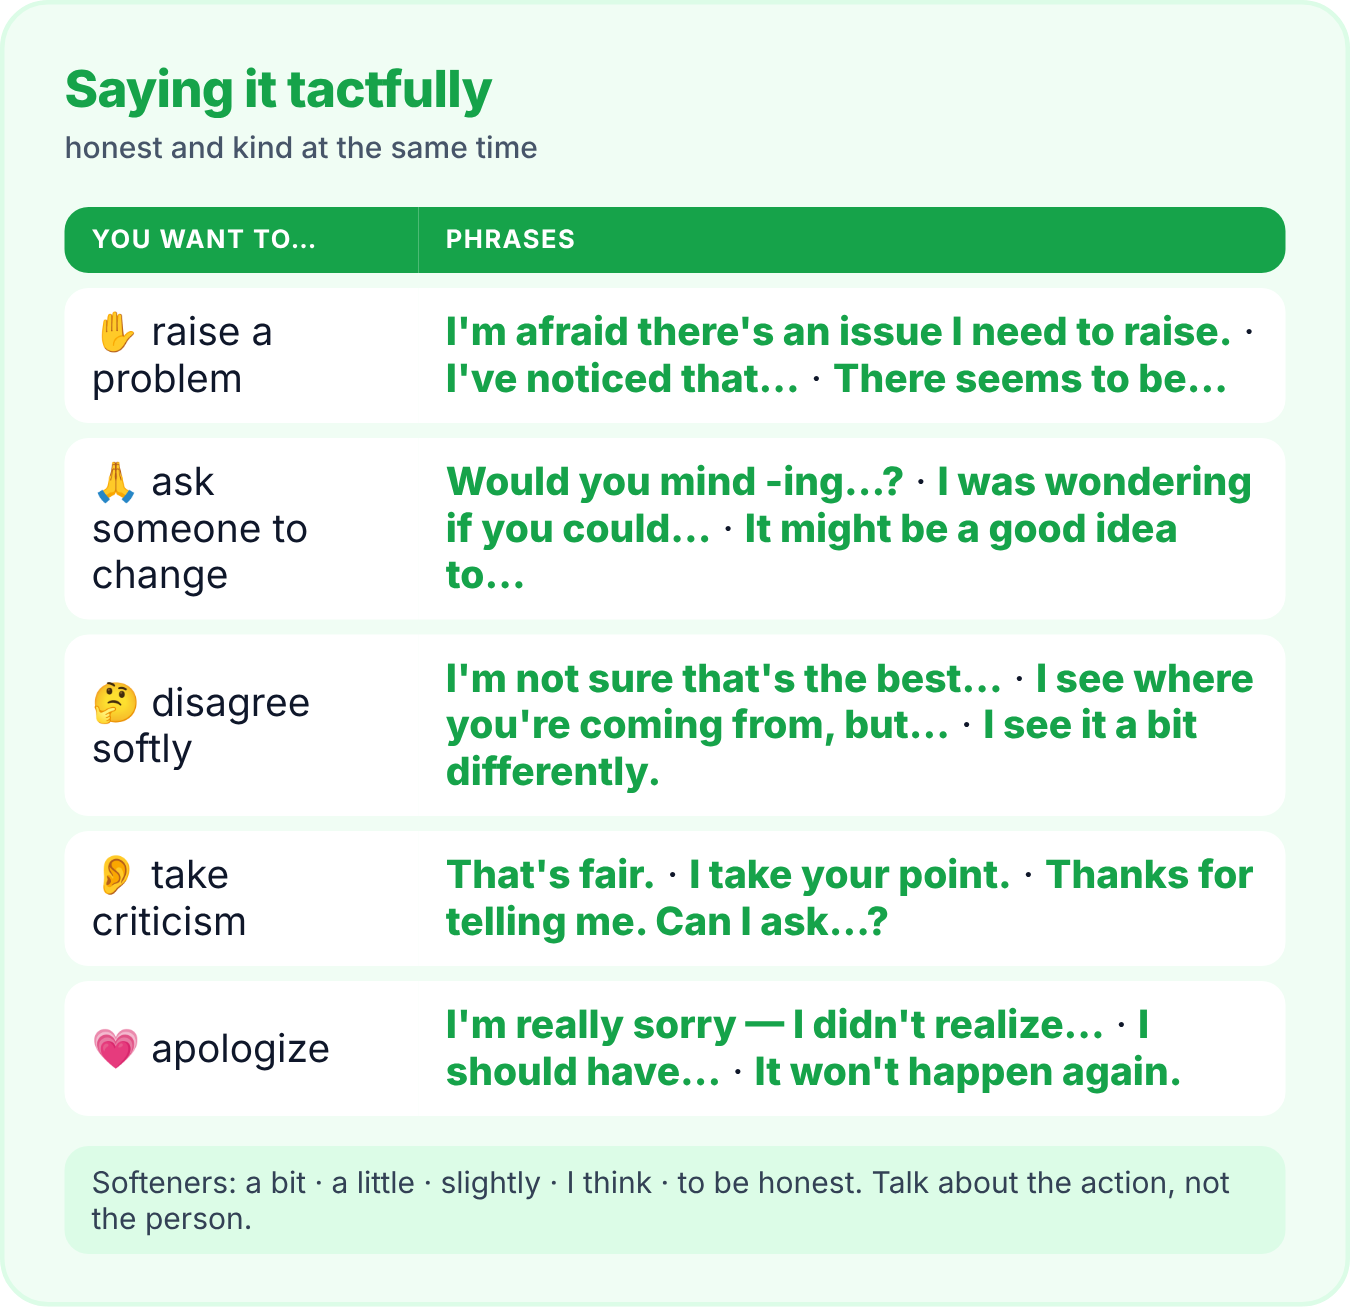 Saying it tactfully
honest and kind at the same time
YOU WANT TO... PHRASES
✋ raise a
problem
I'm afraid there's an issue I need to raise. ·
I've noticed that... · There seems to be...
🙏 ask
someone to
change
Would you mind -ing...? · I was wondering
if you could... · It might be a good idea
to...
🤔 disagree
softly
I'm not sure that's the best... · I see where
you're coming from, but... · I see it a bit
differently.
👂 take
criticism
That's fair. · I take your point. · Thanks for
telling me. Can I ask...?
💗 apologize
I'm really sorry — I didn't realize... · I
should have... · It won't happen again.
Softeners: a bit · a little · slightly · I think · to be honest. Talk about the action, not
the person.